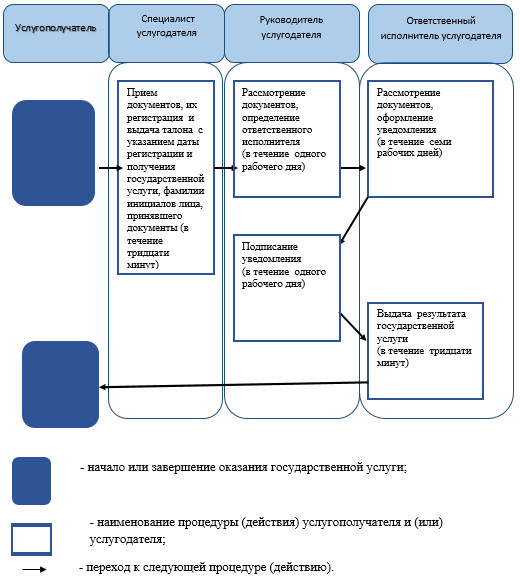 Услугополучатель
Специалист
услугодателя
Руководитель
услугодателя
Ответственный
исполнитель услугодателя
Прием
документов, их
регистрация и
выдача талона с
указанием даты
регистрации и
получения
государственной
услуги, фамилии
инициалов лица,
принявшего
документы (в
течение
тридцати
минут)
Рассмотрение
документов,
определение
ответственного
исполнителя
(в течение одного
рабочего дня)
Рассмотрение
документов,
оформление
уведомления
(в течение семи
рабочих дней)
Подписание
уведомления
(в течение одного
рабочего дня)
Выдача результата
государственной
услуги
(в течение тридцати
минут)
- начало или завершение оказания государственной услуги;
- наименование процедуры (действия) услугополучателя и (или)
услугодателя;
- переход к следующей процедуре (действию).